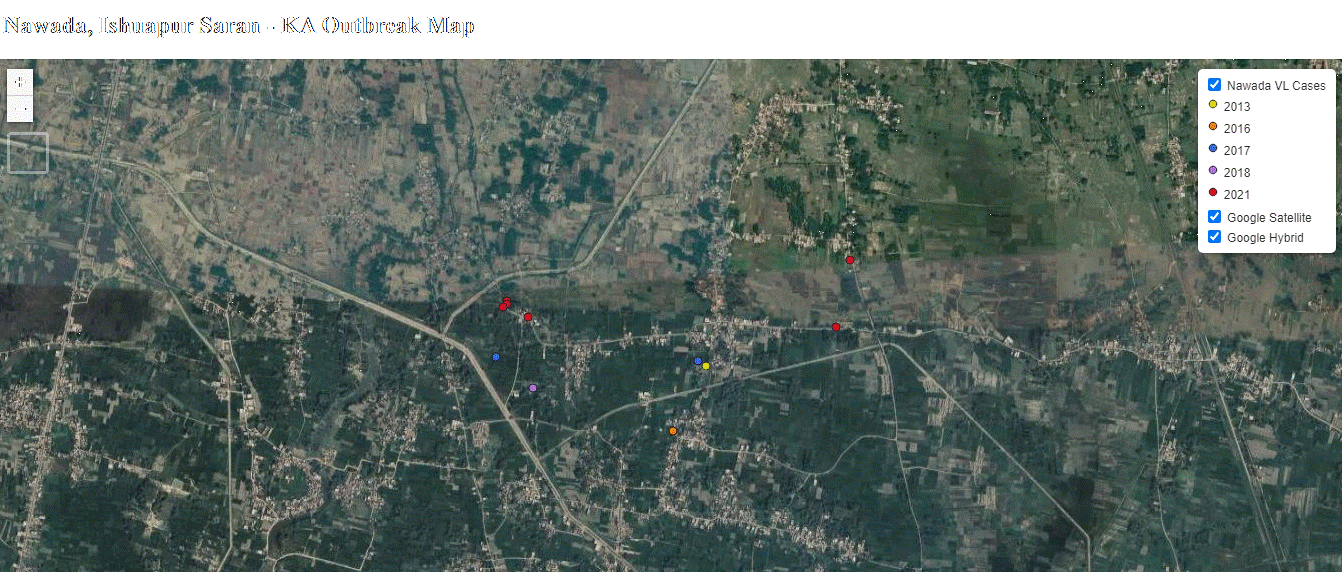 Nawada, Ishuapur Saran - KA Outbreak Map
+
-
Nawada VL Cases
2013
2016
2017
2018
2021
Google Satellite
Google Hybrid